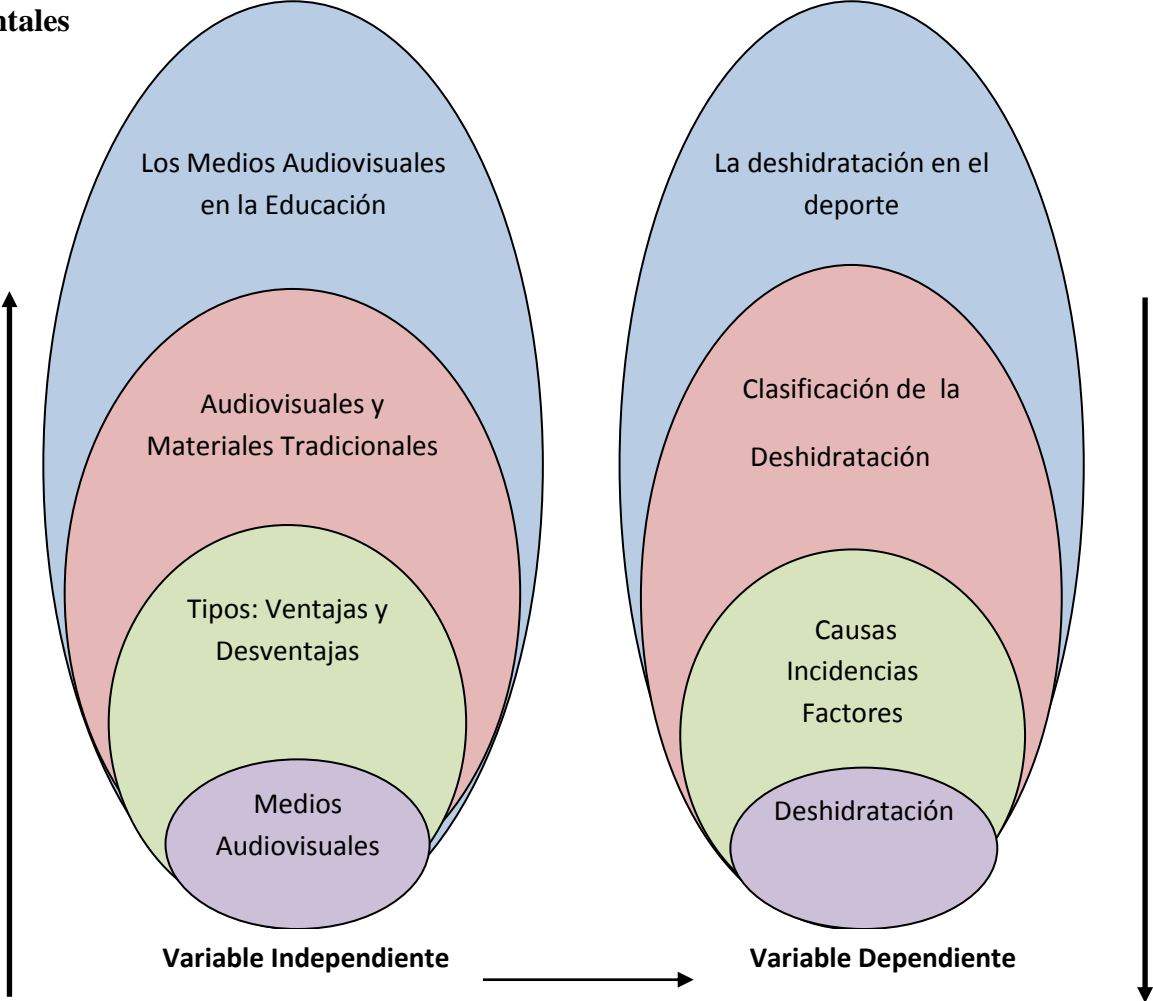 ntales
Los Medios Audiovisuales
en la Educación
Audiovisuales y
Materiales Tradicionales
Tipos: Ventajas y
Desventajas
Medios
Audiovisuales
Variable Independiente
La deshidratación en el
deporte
Clasificación de  la
Deshidratación
Causas
Incidencias
Factores
Deshidratación
Variable Dependiente